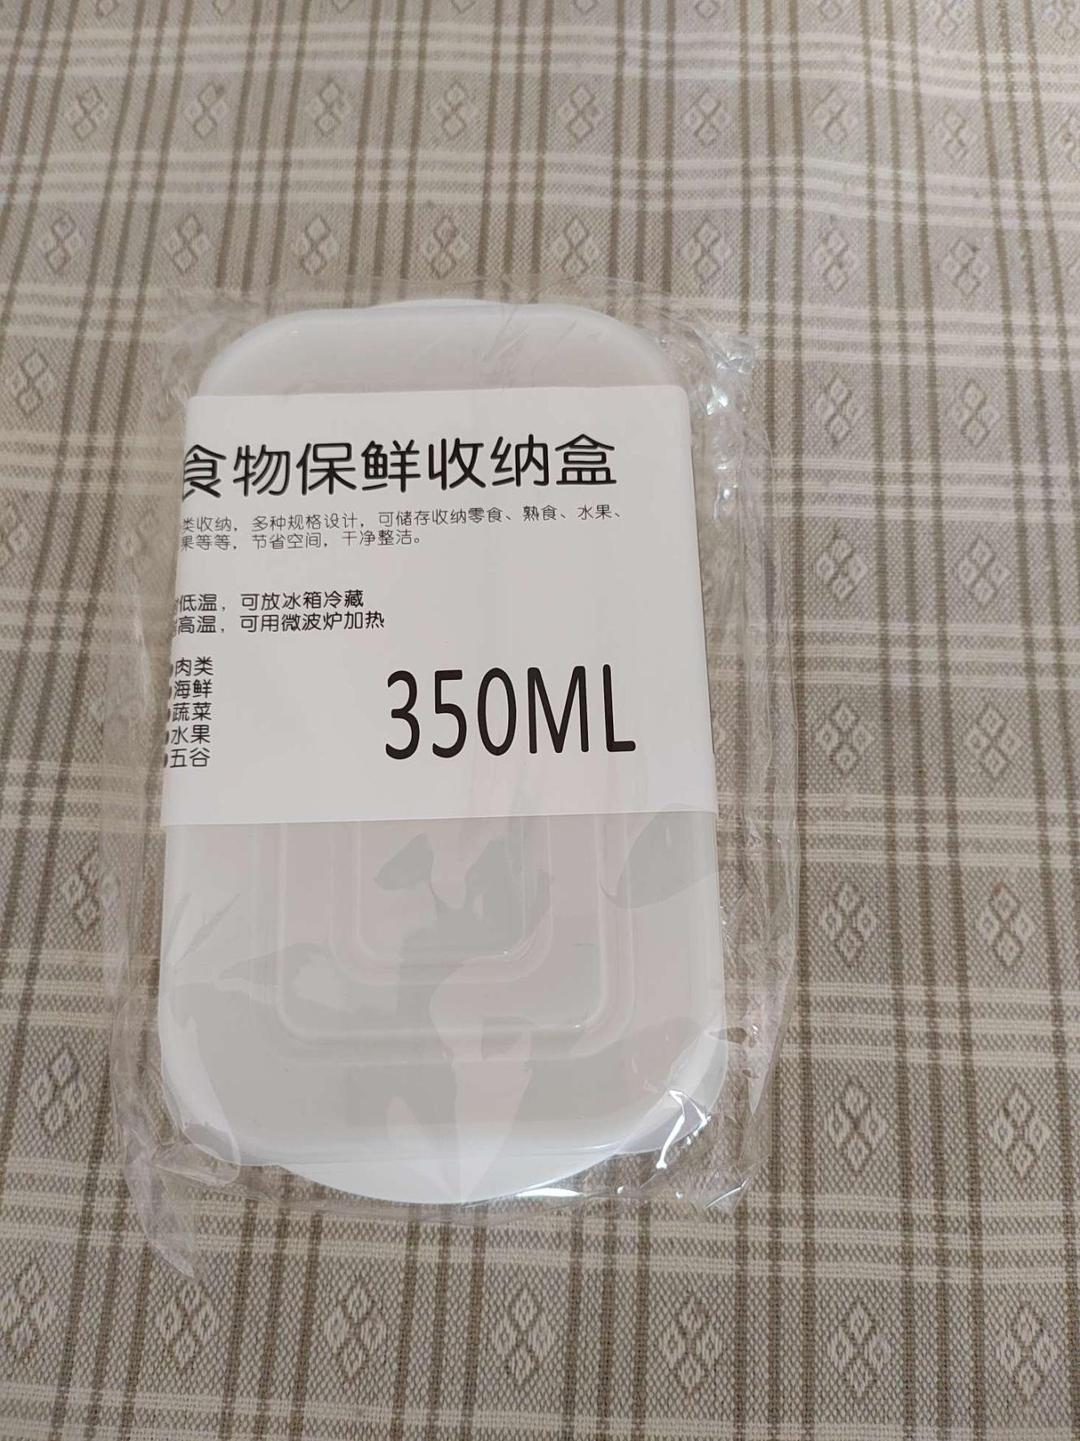 食物保鲜收纳盒
类收纳，多种规格设计，可储存收纳零食、熟食、水果、
果等等，节省空间，干净整洁。
低温，可放冰箱冷藏
高温，可用微波炉加热
肉类
海鲜
蔬菜
水果
五谷
350ML